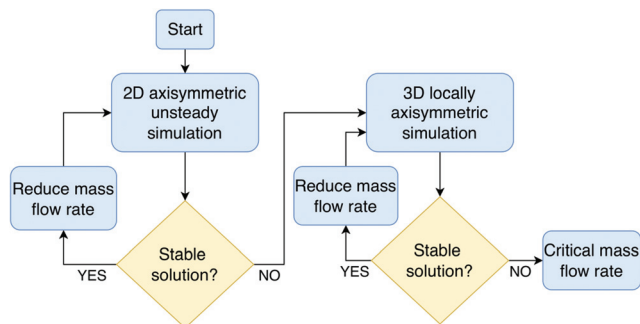 Start
2D axisymmetric
unsteady
simulation
Reduce mass
flow rate
Stable
solution?
YES
NO
3D locally
axisymmetric
simulation
Reduce mass
flow rate
Stable
solution?
YES
NO
Critical mass
flow rate